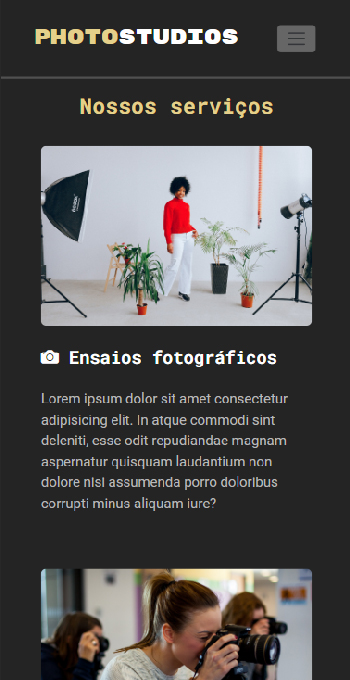 PHOTOSTUDIOS
Nossos serviços
Ensaios fotográficos
Lorem ipsum dolor sit amet consectetur
adipisicing elit. In atque commodi sint
deleniti, esse odit repudiandae magnam
aspernatur quisquam laudantium non
dolore nisi assumenda porro doloribus
corrupti minus aliquam iure?